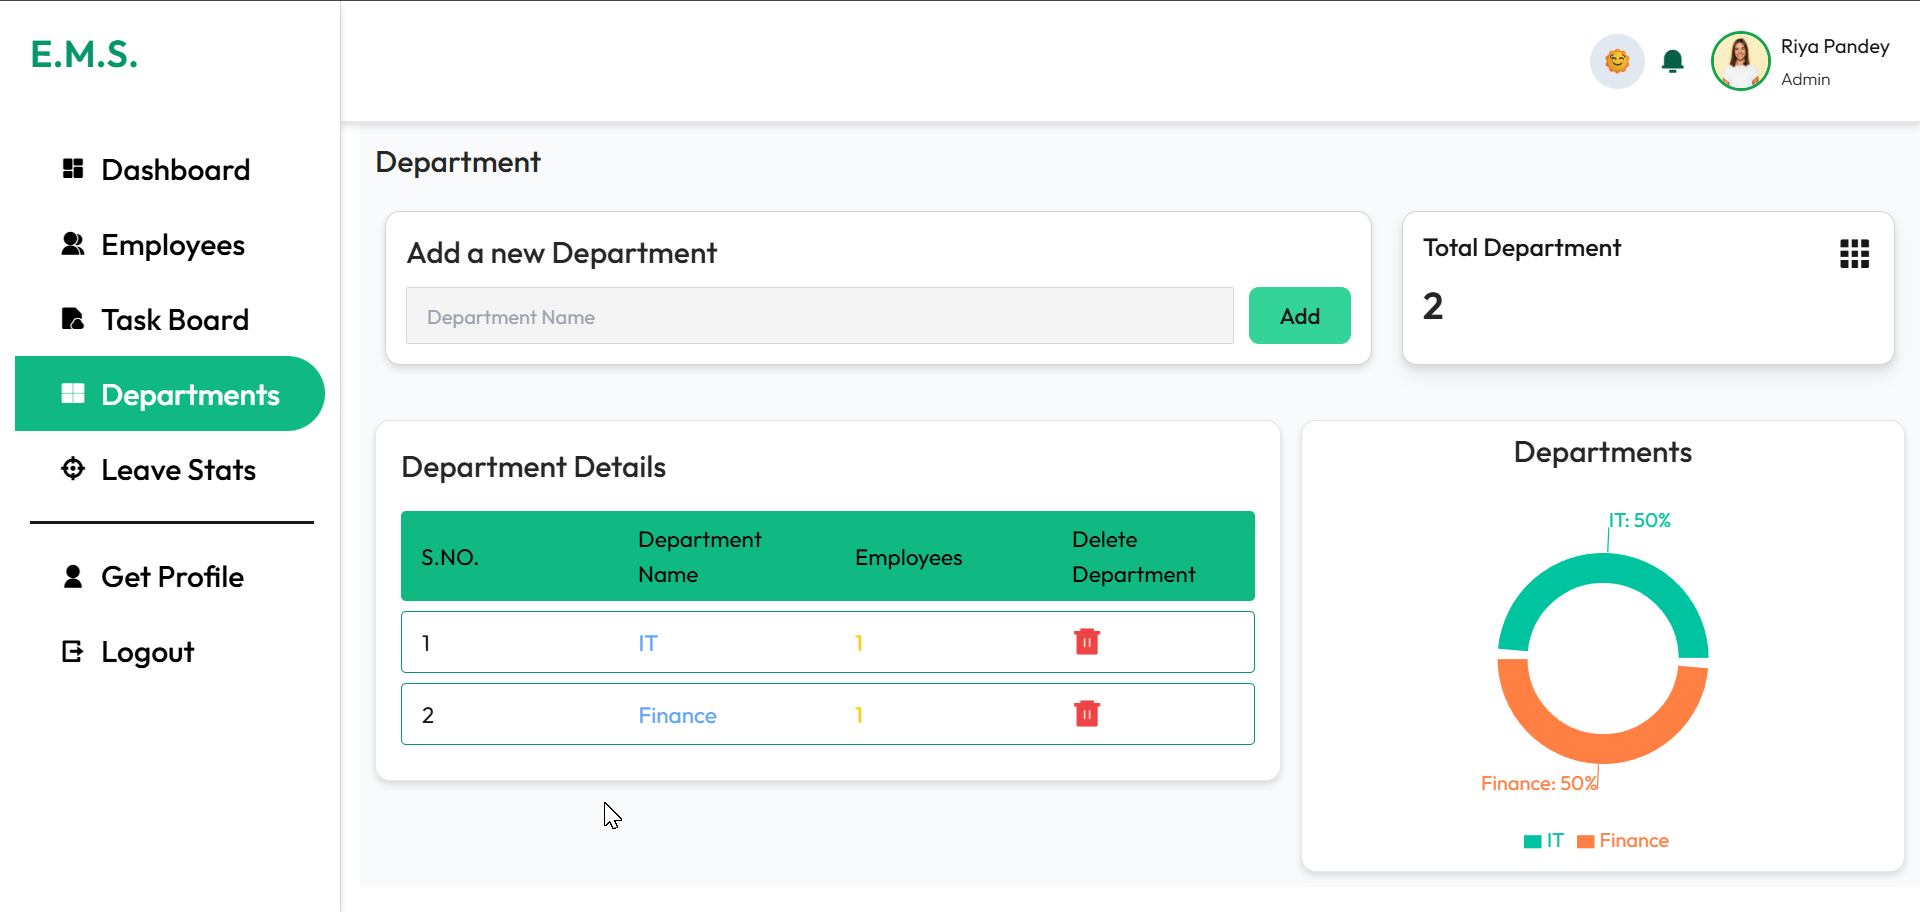 E.M.S.
Riya Pandey
Admin
Dashboard
Employees
Task Board
Departments
Leave Stats
Get Profile
Logout
Department
Add a new Department
Department Name
Add
Total Department
2
Department Details
S.NO.
Department
Name
Employees
Delete
Department
1
IT
1
2
Finance
1
Departments
IT: 50%
Finance: 50%
IT
Finance